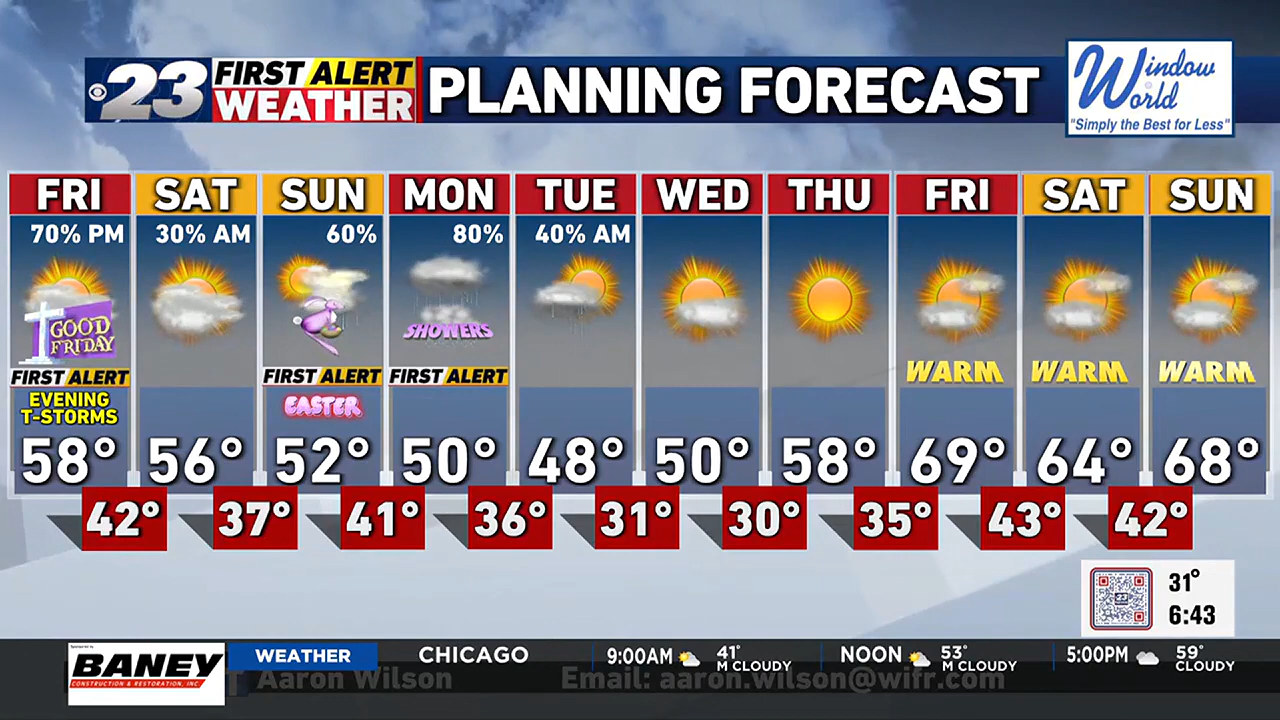 23 FIRST ALERT WEATHER
PLANNING FORECAST
Window World
"Simply the Best for Less"
FRI SAT SUN MON TUE WED THU FRI SAT SUN
70% PM 30% AM 60% 80% 40% AM
GOOD FRIDAY
SHOWERS
FIRST ALERT FIRST ALERT FIRST ALERT
WARM WARM WARM
EVENING
T-STORMS
EASTER
58° 56° 52° 50° 48° 50° 58° 69° 64° 68°
42° 37° 41° 36° 31° 30° 35° 43° 42°
23
31°
6:43
Sponsored by
BANEY
CONSTRUCTION & RESTORATION, INC.
WEATHER CHICAGO 9:00AM 41° M CLOUDY NOON 53° M CLOUDY 5:00PM 59° CLOUDY
Aaron Wilson Email: aaron.wilson@wifr.com